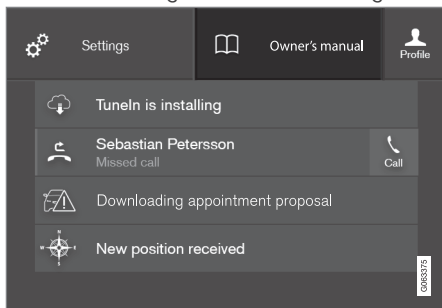 Settings
Owner's manual
Profile
TuneIn is installing
Sebastian Petersson
Missed call
Call
Downloading appointment proposal
N
W
E
S
New position received
G063375